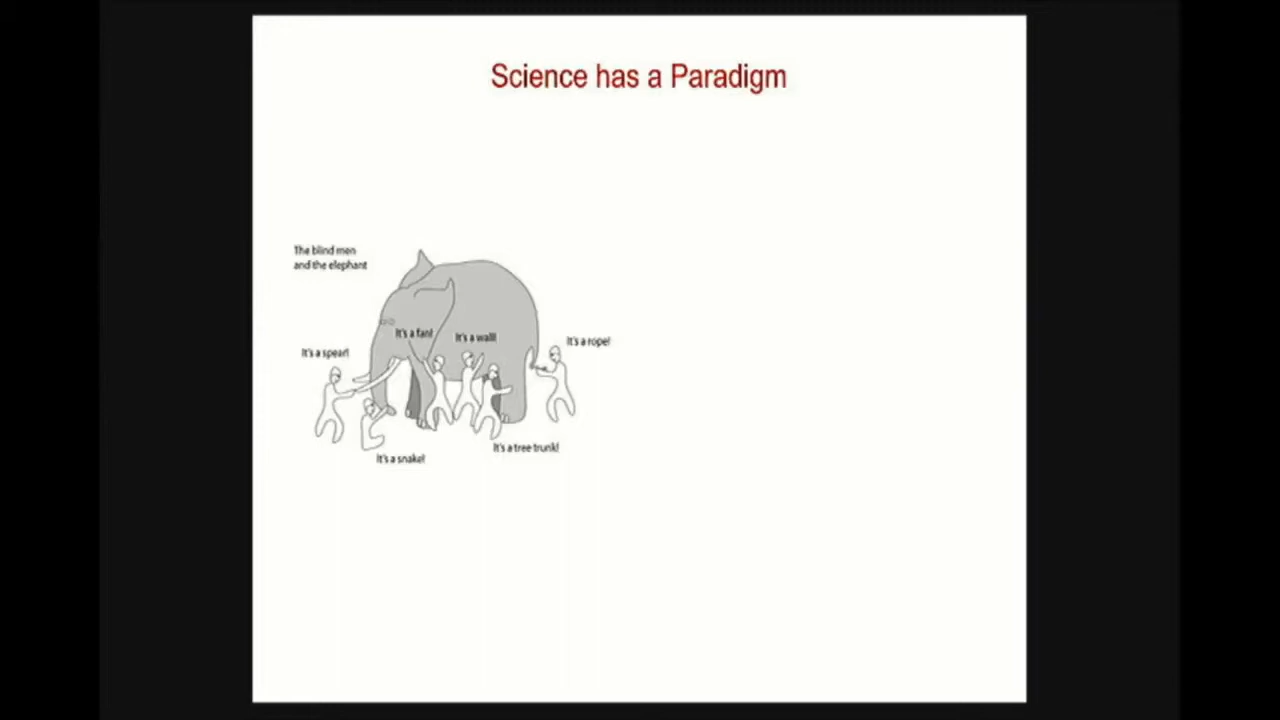 Science has a Paradigm
The blind men
and the elephant
It's a fan!
It's a wall!
It's a rope!
It's a spear!
It's a tree trunk!
It's a snake!